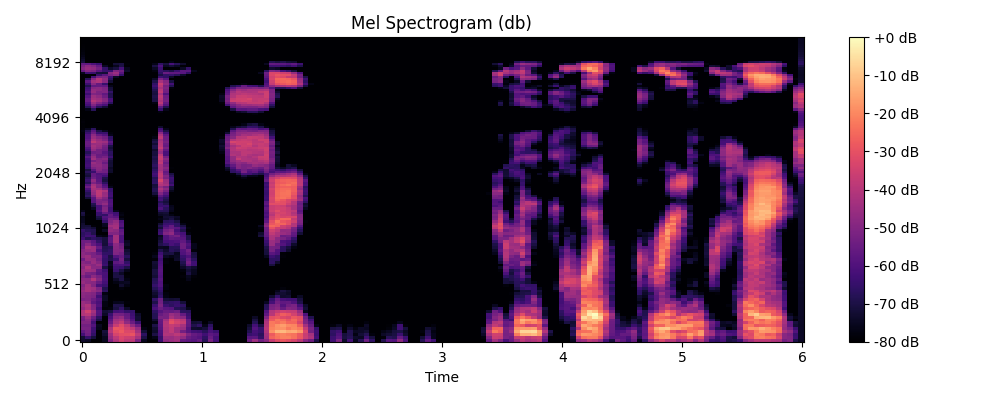 Mel Spectrogram (db)
Hz
8192
4096
2048
1024
512
0
0 1 2 3 4 5 6
Time
+0 dB
-10 dB
-20 dB
-30 dB
-40 dB
-50 dB
-60 dB
-70 dB
-80 dB